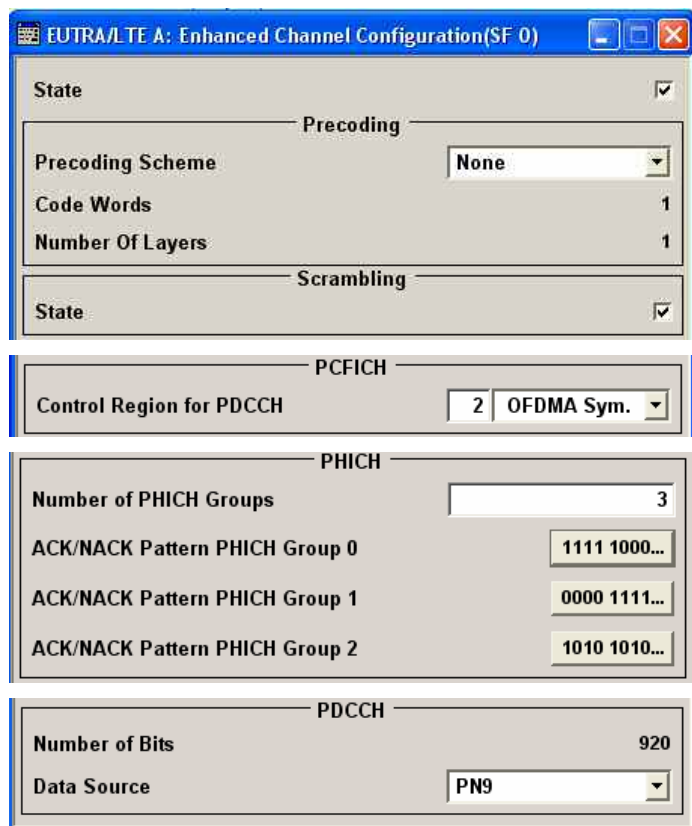 EUTRA/LTE A: Enhanced Channel Configuration(SF 0)
State
Precoding
Precoding Scheme None
Code Words 1
Number Of Layers 1
Scrambling
State
PCFICH
Control Region for PDCCH 2 OFDMA Sym.
PHICH
Number of PHICH Groups 3
ACK/NACK Pattern PHICH Group 0 1111 1000...
ACK/NACK Pattern PHICH Group 1 0000 1111...
ACK/NACK Pattern PHICH Group 2 1010 1010...
PDCCH
Number of Bits 920
Data Source PN9